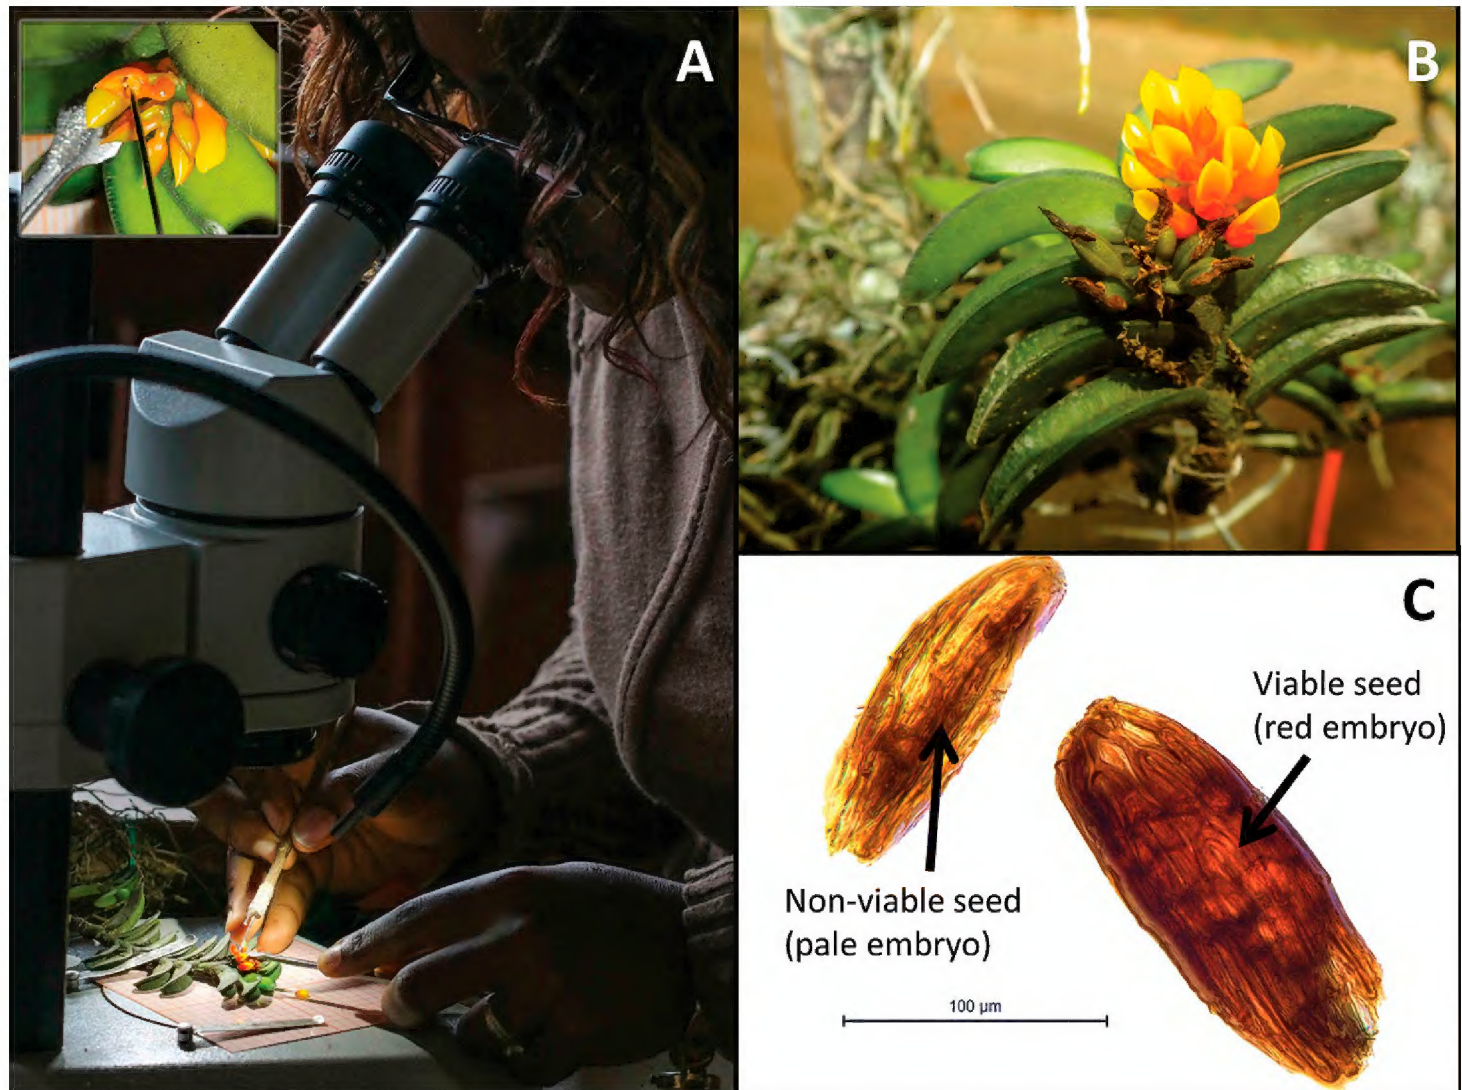 A
B
C
Viable seed
(red embryo)
Non-viable seed
(pale embryo)
100 µm